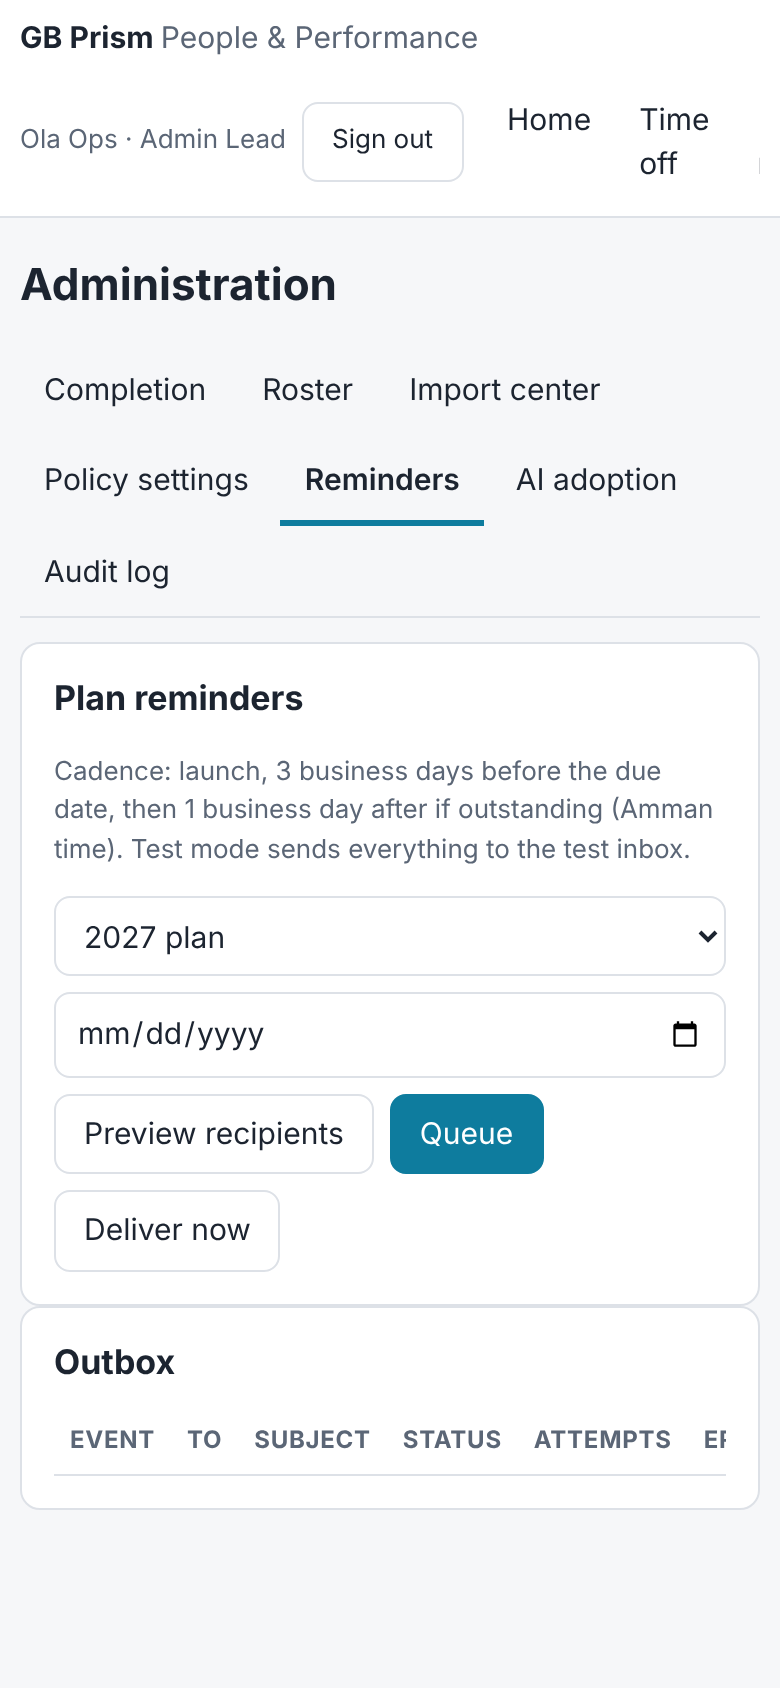 GB Prism People & Performance
Ola Ops · Admin Lead
Sign out
Home
Time
off
Administration
Completion
Roster
Import center
Policy settings
Reminders
AI adoption
Audit log
Plan reminders
Cadence: launch, 3 business days before the due
date, then 1 business day after if outstanding (Amman
time). Test mode sends everything to the test inbox.
2027 plan
mm/dd/yyyy
Preview recipients
Queue
Deliver now
Outbox
EVENT TO SUBJECT STATUS ATTEMPTS